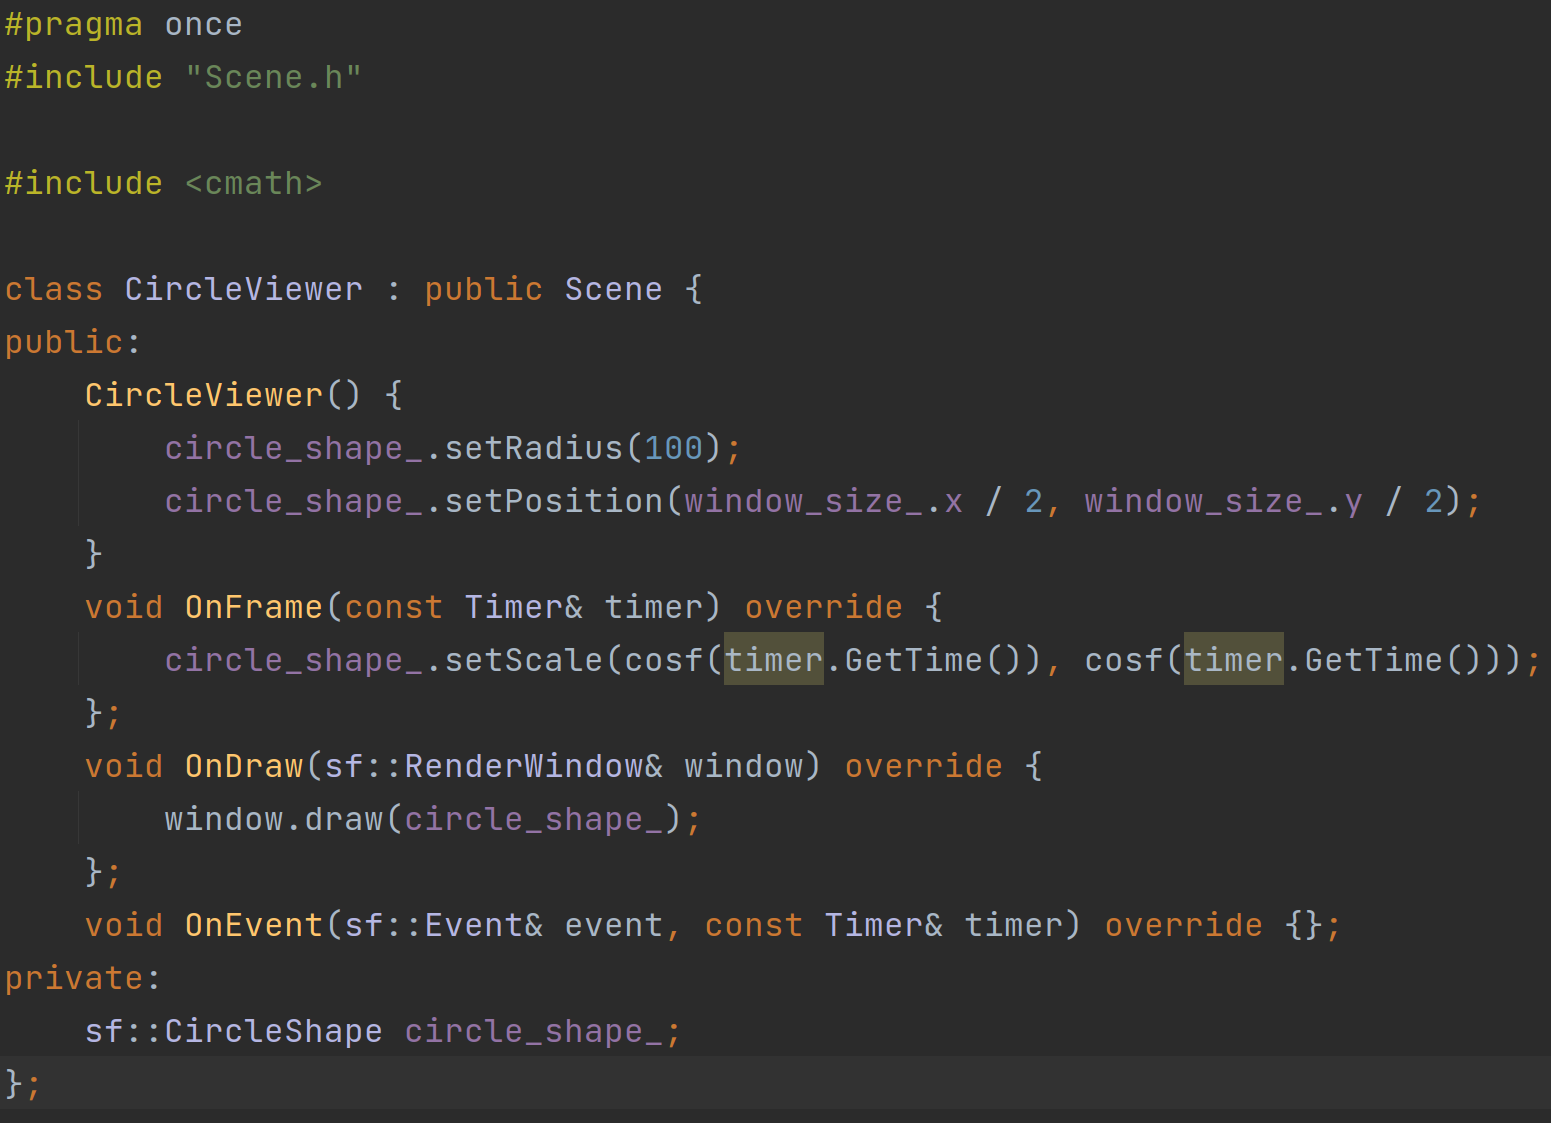 #pragma once
#include "Scene.h"
#include <cmath>
class CircleViewer : public Scene {
public:
    CircleViewer() {
        circle_shape_.setRadius(100);
        circle_shape_.setPosition(window_size_.x / 2, window_size_.y / 2);
    }
    void OnFrame(const Timer& timer) override {
        circle_shape_.setScale(cosf(timer.GetTime()), cosf(timer.GetTime()));
    };
    void OnDraw(sf::RenderWindow& window) override {
        window.draw(circle_shape_);
    };
    void OnEvent(sf::Event& event, const Timer& timer) override {};
private:
    sf::CircleShape circle_shape_;
};